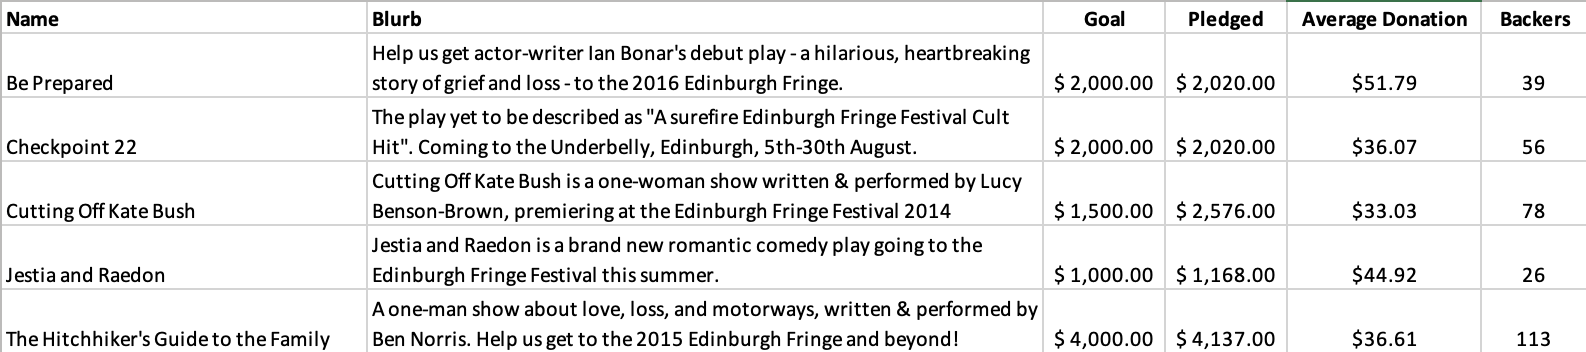 Name Blurb Goal Pledged Average Donation Backers
Help us get actor-writer Ian Bonar's debut play - a hilarious, heartbreaking
Be Prepared story of grief and loss - to the 2016 Edinburgh Fringe. $ 2,000.00 $ 2,020.00 $51.79 39
The play yet to be described as "A surefire Edinburgh Fringe Festival Cult
Checkpoint 22 Hit". Coming to the Underbelly, Edinburgh, 5th-30th August. $ 2,000.00 $ 2,020.00 $36.07 56
Cutting Off Kate Bush is a one-woman show written & performed by Lucy
Cutting Off Kate Bush Benson-Brown, premiering at the Edinburgh Fringe Festival 2014 $ 1,500.00 $ 2,576.00 $33.03 78
Jestia and Raedon is a brand new romantic comedy play going to the
Jestia and Raedon Edinburgh Fringe Festival this summer. $ 1,000.00 $ 1,168.00 $44.92 26
A one-man show about love, loss, and motorways, written & performed by
The Hitchhiker's Guide to the Family Ben Norris. Help us get to the 2015 Edinburgh Fringe and beyond! $ 4,000.00 $ 4,137.00 $36.61 113